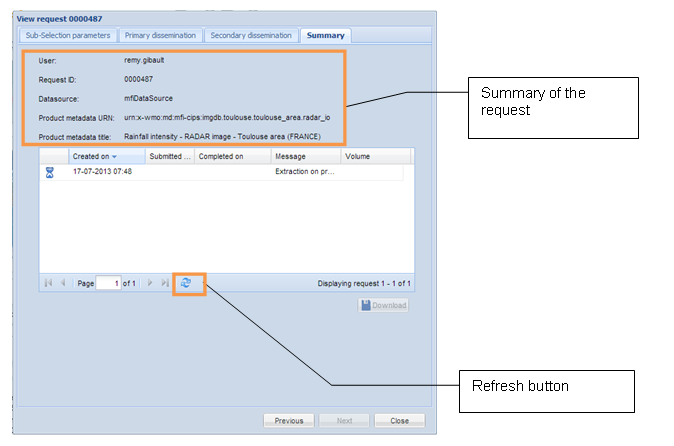 View request 0000487
Sub-Selection parameters Primary dissemination Secondary dissemination Summary
User: remy.gibault
Request ID: 0000487
Datasource: mfiDataSource
Product metadata URN: urn:x-wmo:md:mfi-cips:imgdb.toulouse.toulouse_area.radar_io
Product metadata title: Rainfall intensity - RADAR image - Toulouse area (FRANCE)
Summary of the
request
Created on Submitted ... Completed on Message Volume
17-07-2013 07:48 Extraction on pr...
Page 1 of 1 Displaying request 1 - 1 of 1
Download
Refresh button
Previous Next Close